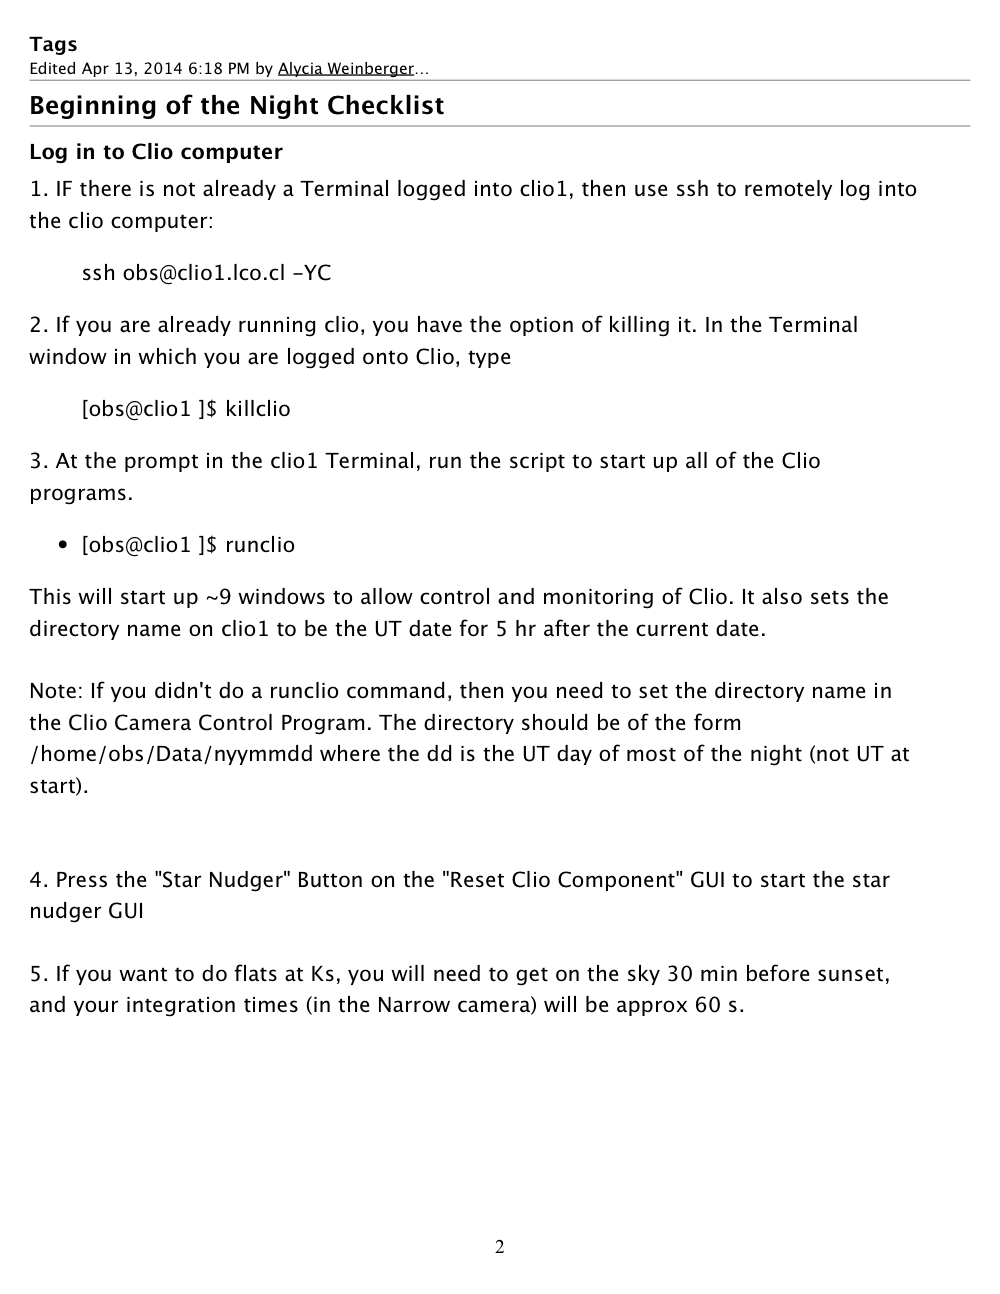 Tags
Edited Apr 13, 2014 6:18 PM by Alycia Weinberger…
Beginning of the Night Checklist
Log in to Clio computer
1. IF there is not already a Terminal logged into clio1, then use ssh to remotely log into
the clio computer:
ssh obs@clio1.lco.cl –YC
2. If you are already running clio, you have the option of killing it. In the Terminal
window in which you are logged onto Clio, type
[obs@clio1 ]$ killclio
3. At the prompt in the clio1 Terminal, run the script to start up all of the Clio
programs.
• [obs@clio1 ]$ runclio
This will start up ~9 windows to allow control and monitoring of Clio. It also sets the
directory name on clio1 to be the UT date for 5 hr after the current date.
Note: If you didn't do a runclio command, then you need to set the directory name in
the Clio Camera Control Program. The directory should be of the form
/home/obs/Data/nyymmdd where the dd is the UT day of most of the night (not UT at
start).
4. Press the "Star Nudger" Button on the "Reset Clio Component" GUI to start the star
nudger GUI
5. If you want to do flats at Ks, you will need to get on the sky 30 min before sunset,
and your integration times (in the Narrow camera) will be approx 60 s.
2